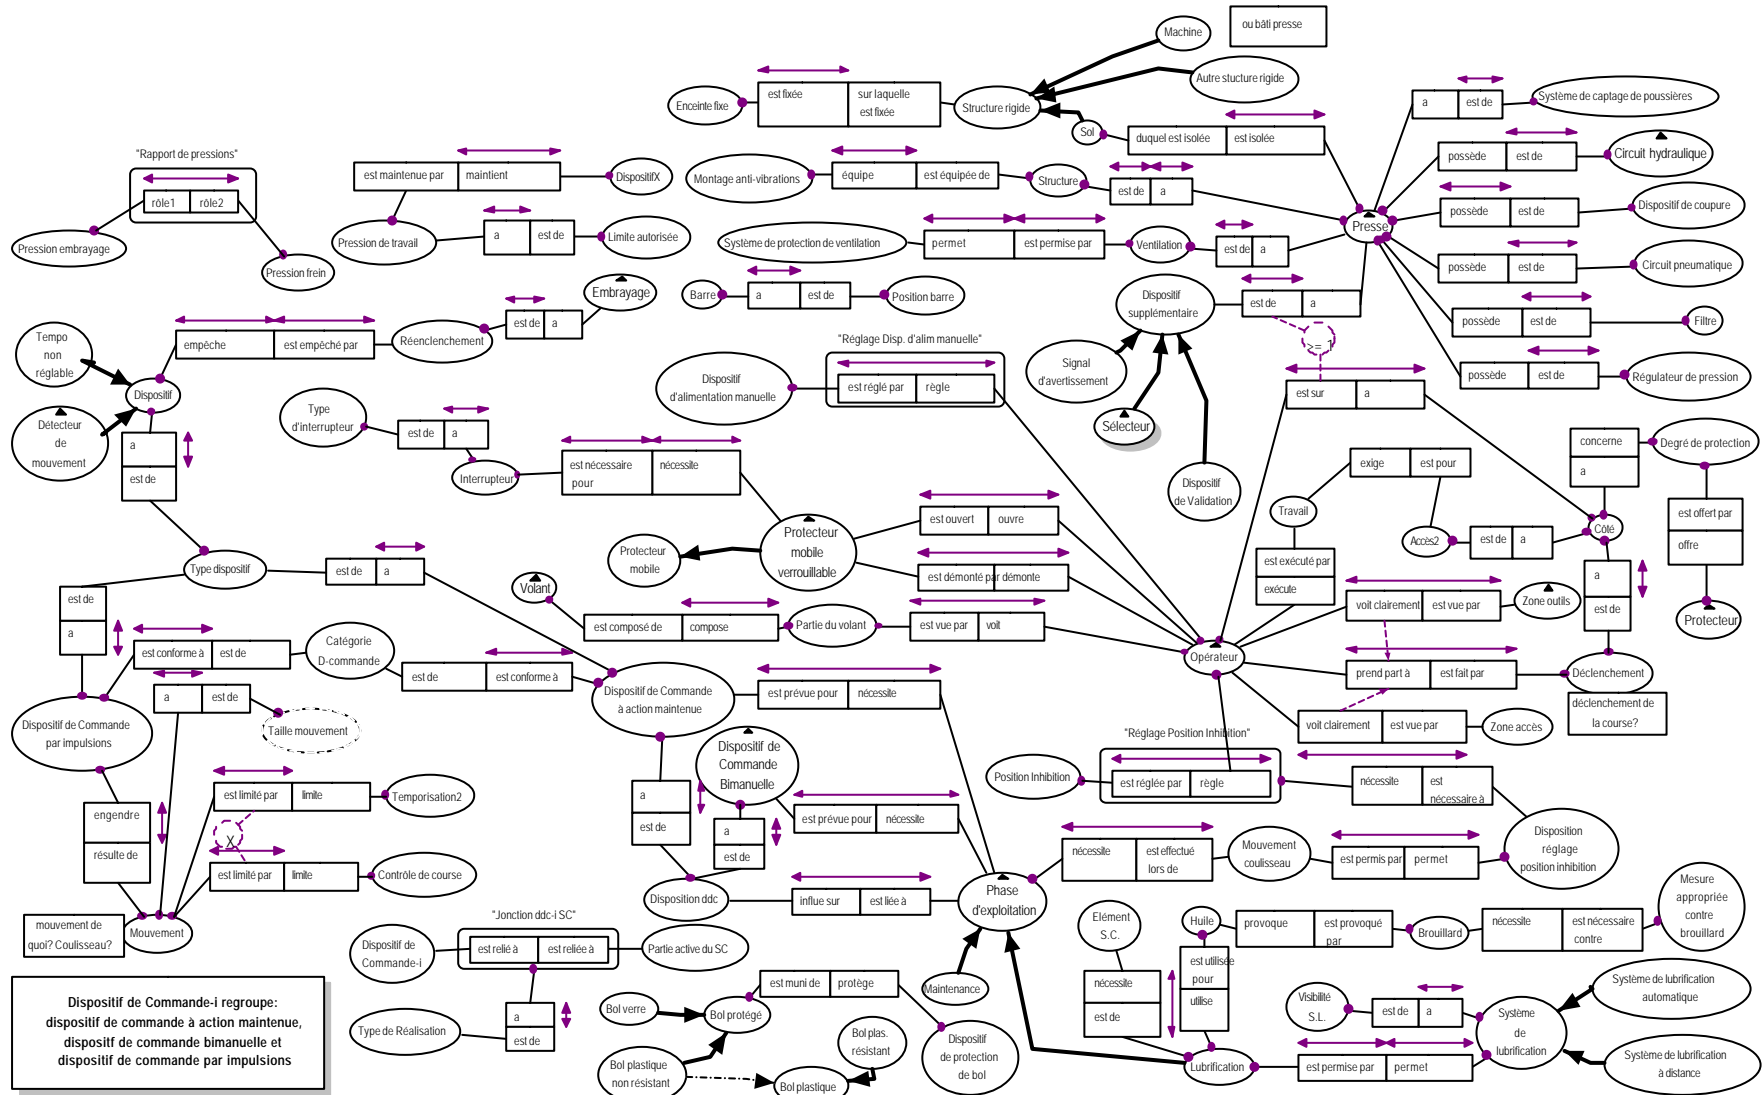 Machine
ou bâti presse
Autre stucture rigide
Enceinte fixe
est fixée
sur laquelle
est fixée
Structure rigide
Sol
duquel est isolée
est isolée
a
est de
Système de captage de poussières
possède
est de
Circuit hydraulique
possède
est de
Dispositif de coupure
possède
est de
Circuit pneumatique
possède
est de
Filtre
possède
est de
Régulateur de pression
Presse
"Rapport de pressions"
rôle1
rôle2
Pression embrayage
Pression frein
est maintenue par
maintient
DispositifX
Pression de travail
a
est de
Limite autorisée
Montage anti-vibrations
équipe
est équipée de
Structure
est de
a
Système de protection de ventilation
permet
est permise par
Ventilation
est de
a
Barre
a
est de
Position barre
Dispositif
supplémentaire
est de
a
>= 1
Signal
d'avertissement
Sélecteur
Dispositif
de Validation
est sur
a
Embrayage
est de
a
Réenclenchement
empêche
est empêché par
Tempo
non
réglable
Dispositif
Détecteur
de
mouvement
a
est de
Type
d'interrupteur
est de
a
Interrupteur
est nécessaire
pour
nécessite
"Réglage Disp. d'alim manuelle"
Dispositif
d'alimentation manuelle
est réglé par
règle
Protecteur
mobile
verrouillable
Protecteur
mobile
est ouvert
ouvre
est démonté par
démonte
exige
est pour
Travail
Accès2
est de
a
Côté
concerne
a
Degré de protection
est offert par
offre
Protecteur
est exécuté par
exécute
a
est de
voit clairement
est vue par
Zone outils
prend part à
est fait par
Déclenchement
déclenchement de
la course?
voit clairement
est vue par
Zone accès
Opérateur
Type dispositif
est de
a
Volant
est composé de
compose
Partie du volant
est vue par
voit
est de
a
est conforme à
est de
Catégorie
D-commande
est de
est conforme à
a
est de
Taille mouvement
Dispositif de Commande
par impulsions
Dispositif de Commande
à action maintenue
est prévue pour
nécessite
Dispositif de
Commande
Bimanuelle
a
est de
a
est de
est prévue pour
nécessite
"Réglage Position Inhibition"
Position Inhibition
est réglée par
règle
nécessite
est
nécessaire à
Disposition
réglage
position inhibition
engendre
résulte de
est limité par
limite
Temporisation2
X
est limité par
limite
Contrôle de course
mouvement de
quoi? Coulisseau?
Mouvement
Disposition ddc
influe sur
est liée à
Phase
d'exploitation
nécessite
est effectué
lors de
Mouvement
coulisseau
est permis par
permet
"Jonction ddc-i SC"
Dispositif de
Commande-i
est relié à
est reliée à
Partie active du SC
Type de Réalisation
a
est de
Elément
S.C.
nécessite
est de
Huile
provoque
est provoqué
par
Brouillard
nécessite
est nécessaire
contre
Mesure
appropriée
contre
brouillard
est utilisée
pour
utilise
Maintenance
Bol verre
Bol protégé
est muni de
protège
Bol plastique
non résistant
Bol plas.
résistant
Bol plastique
Dispositif
de protection
de bol
Lubrification
Visibilité
S.L.
est de
a
est permise par
permet
Système
de
lubrification
Système de lubrification
automatique
Système de lubrification
à distance
Dispositif de Commande-i regroupe:
dispositif de commande à action maintenue,
disposif de commande bimanuelle et
dispositif de commande par impulsions